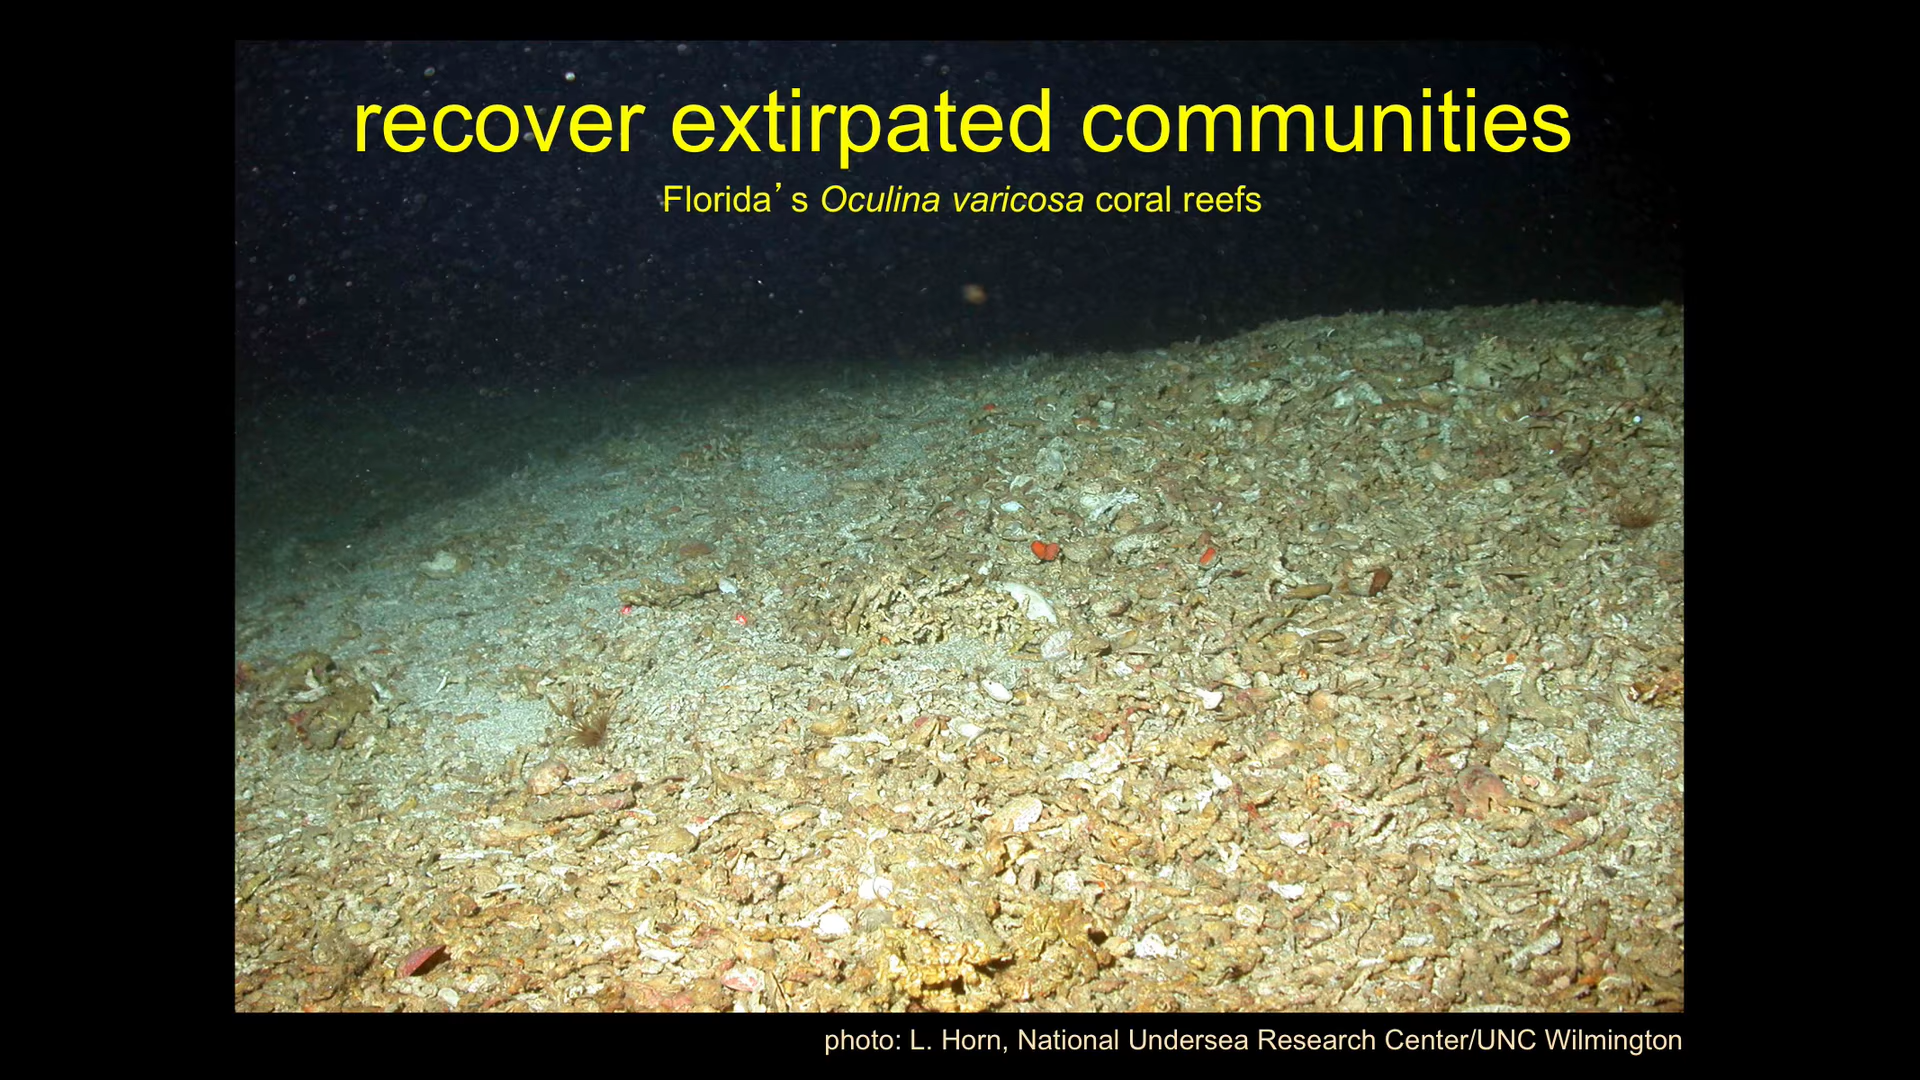 recover extirpated communities
Florida’s Oculina varicosa coral reefs
photo: L. Horn, National Undersea Research Center/UNC Wilmington